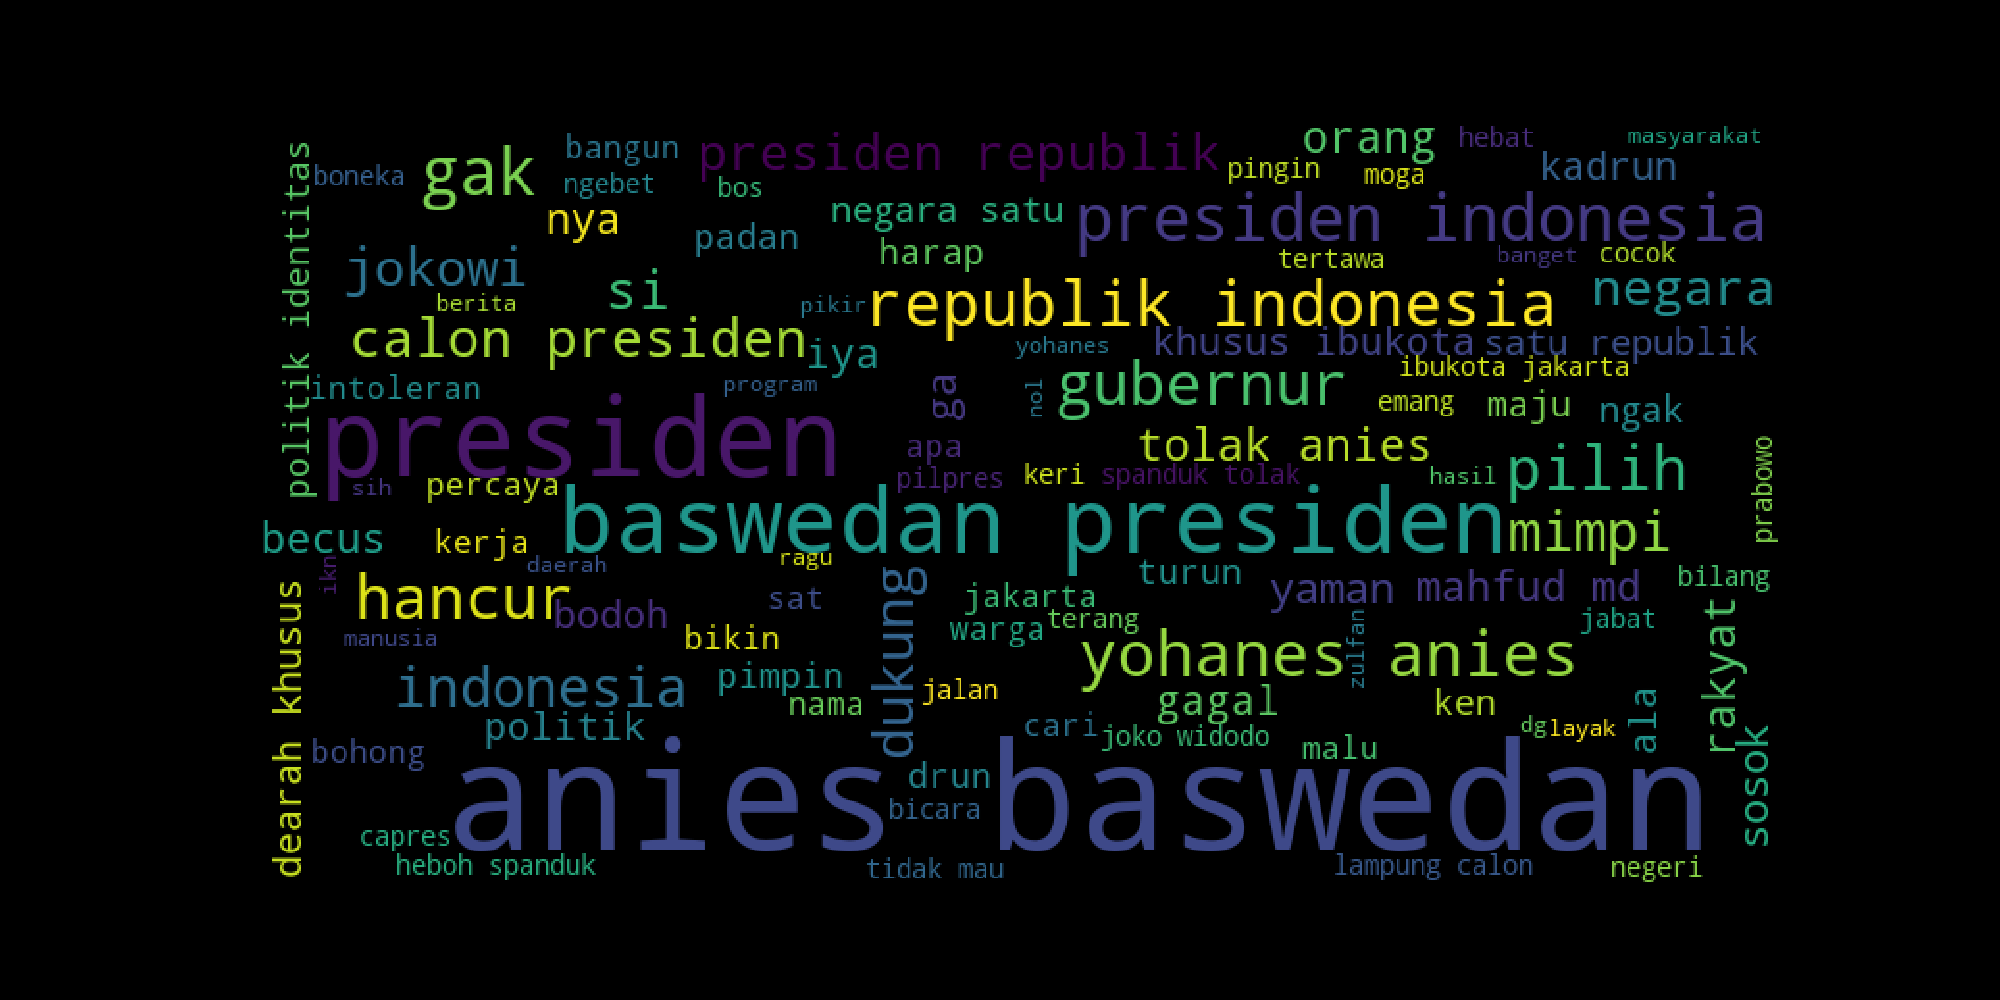 politik identitas
boneka
gak
bangun
ngebet
presiden republik
bos
orang
hebat
masyarakat
pingin
moga
kadrun
nya
padan
negara satu
harap
presiden indonesia
tertawa
banget
cocok
jokowi
berita
si
pikir
republik indonesia
negara
calon presiden
iya
yohanes
khusus ibukota
satu republik
intoleran
program
ga
nol
gubernur
ibukota jakarta
emang
maju
ngak
presiden
apa
tolak anies
pilpres
keri
spanduk tolak
hasil
pilih
prabowo
sih
percaya
becus
kerja
baswedan presiden
mimpi
ikn
daerah
ragu
turun
bilang
hancur
bodoh
sat
dukung
jakarta
yaman
mahfud md
dearah khusus
manusia
bikin
warga
terang
zulfan
jabat
rakyat
yohanes anies
indonesia
pimpin
nama
jalan
gagal
ken
ala
politik
cari
joko widodo
malu
dg
layak
sosok
bohong
anies baswedan
drun
bicara
capres
heboh spanduk
tidak mau
lampung calon
negeri